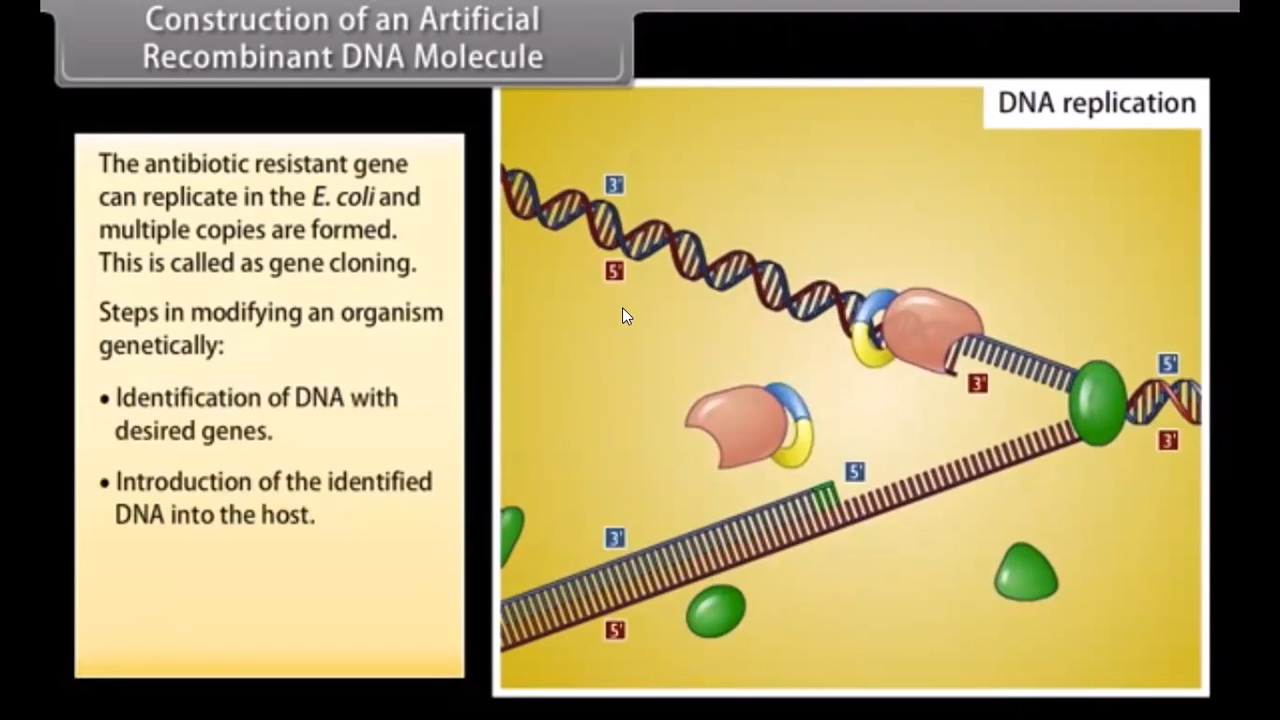 Construction of an Artificial
Recombinant DNA Molecule
DNA replication
The antibiotic resistant gene
can replicate in the E. coli and
multiple copies are formed.
This is called as gene cloning.
Steps in modifying an organism
genetically:
• Identification of DNA with
desired genes.
• Introduction of the identified
DNA into the host.
3'
5'
3'
5'
3'
5'
3'
5'